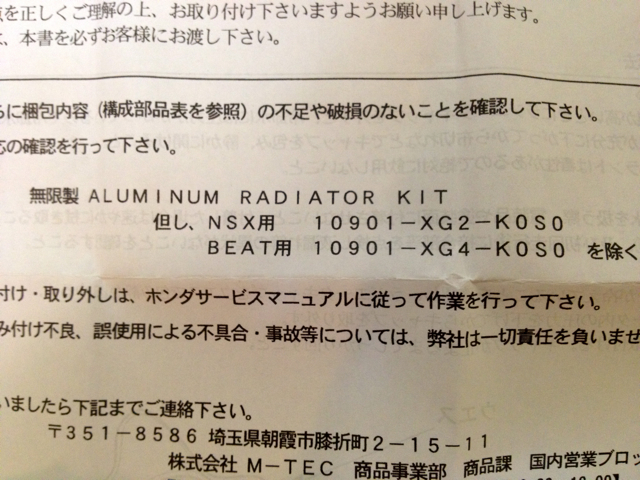 点を正しくご理解の上、お取り付け下さいますようお願い申し上げます。
、本書を必ずお客様にお渡し下さい。
らに梱包内容（構成部品表を参照）の不足や破損のないことを確認して下さい。
応の確認を行って下さい。
無限製 ALUMINUM RADIATOR KIT
但し、NSX用 10901-XG2-K0S0
BEAT用 10901-XG4-K0S0 を除く
付け・取り外しは、ホンダサービスマニュアルに従って作業を行って下さい。
み付け不良、誤使用による不具合・事故等については、弊社は一切責任を負いませ
いましたら下記までご連絡下さい。
〒351-8586 埼玉県朝霞市膝折町2-15-11
株式会社 M-TEC 商品事業部 商品課 国内営業ブロッ